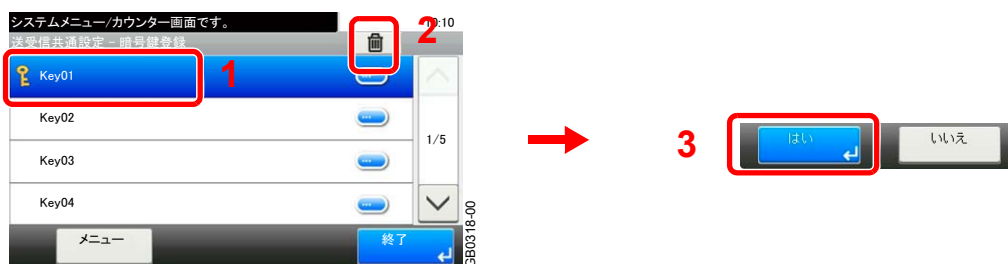 システムメニュー/カウンター画面です。
10:10
送受信共通設定 - 暗号鍵登録
2
Key01
1
Key02
Key03
Key04
1/5
メニュー
終了
GB0318-00
3
はい
いいえ